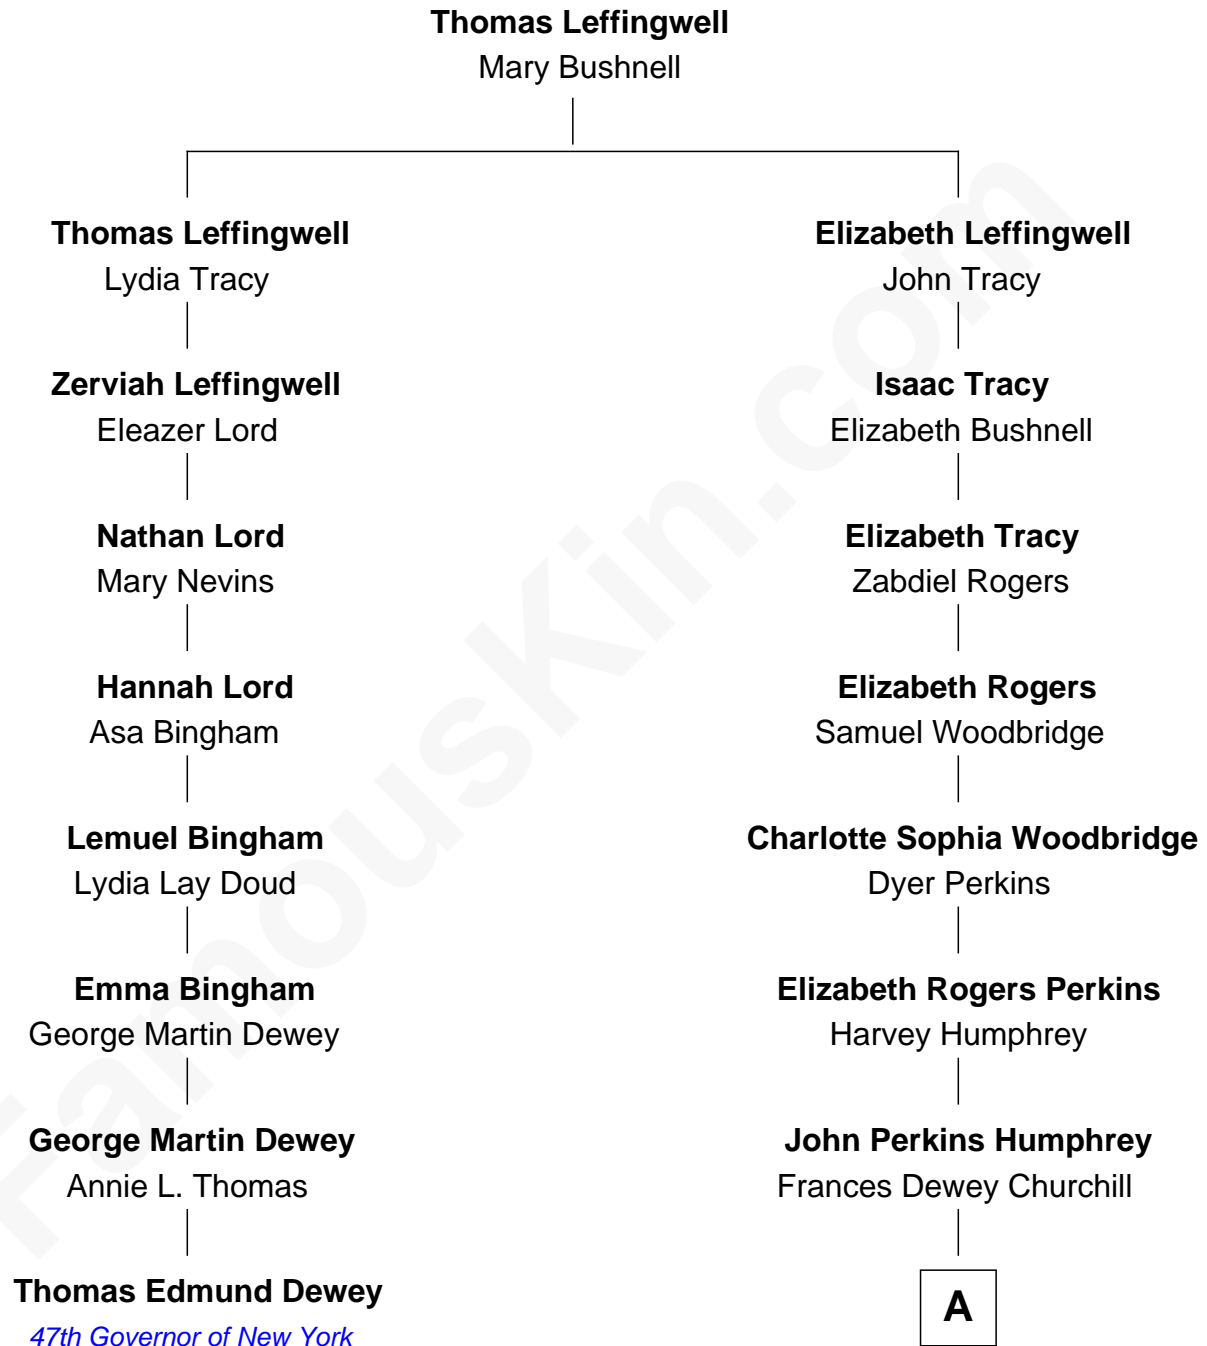 Thomas Leffingwell
Mary Bushnell
Thomas Leffingwell
Lydia Tracy
Elizabeth Leffingwell
John Tracy
Zerviah Leffingwell
Eleazer Lord
Isaac Tracy
Elizabeth Bushnell
Nathan Lord
Mary Nevins
Elizabeth Tracy
Zabdiel Rogers
Hannah Lord
Asa Bingham
Elizabeth Rogers
Samuel Woodbridge
Lemuel Bingham
Lydia Lay Doud
Charlotte Sophia Woodbridge
Dyer Perkins
Emma Bingham
George Martin Dewey
Elizabeth Rogers Perkins
Harvey Humphrey
George Martin Dewey
Annie L. Thomas
John Perkins Humphrey
Frances Dewey Churchill
Thomas Edmund Dewey
47th Governor of New York
A
FamousKin.com